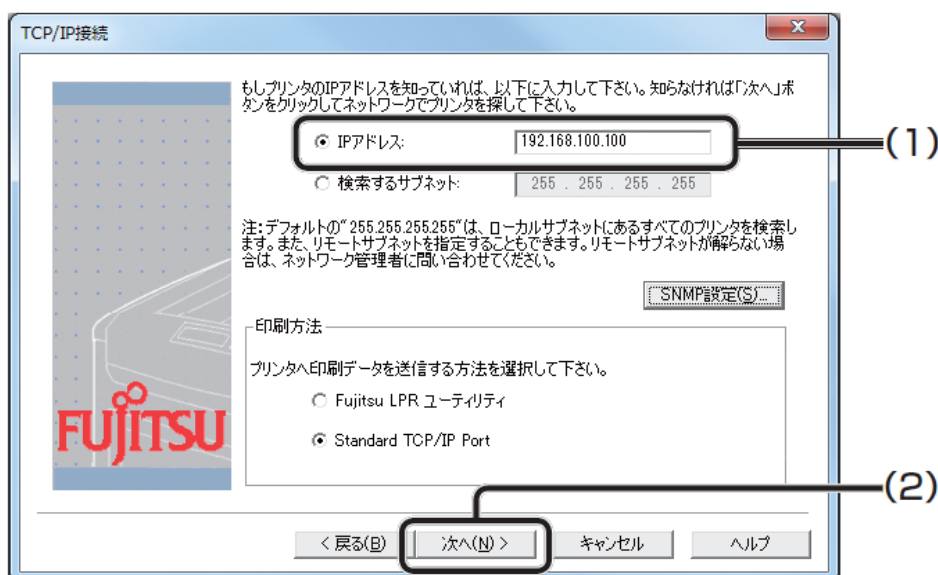 TCP/IP接続
もしプリンタのIPアドレスを知っていれば、以下に入力して下さい。知らなければ「次へ」ボ
タンをクリックしてネットワークでプリンタを探して下さい。
IPアドレス: 192.168.100.100
(1)
検索するサブネット: 255 . 255 . 255 . 255
注:デフォルトの"255.255.255.255"は、ローカルサブネットにあるすべてのプリンタを検索し
ます。また、リモートサブネットを指定することもできます。リモートサブネットが解らない場
合は、ネットワーク管理者に問い合わせてください。
SNMP設定(S)...
印刷方法
プリンタへ印刷データを送信する方法を選択して下さい。
Fujitsu LPR ユーティリティ
Standard TCP/IP Port
FUJITSU
(2)
< 戻る(B) 次へ(N) > キャンセル ヘルプ